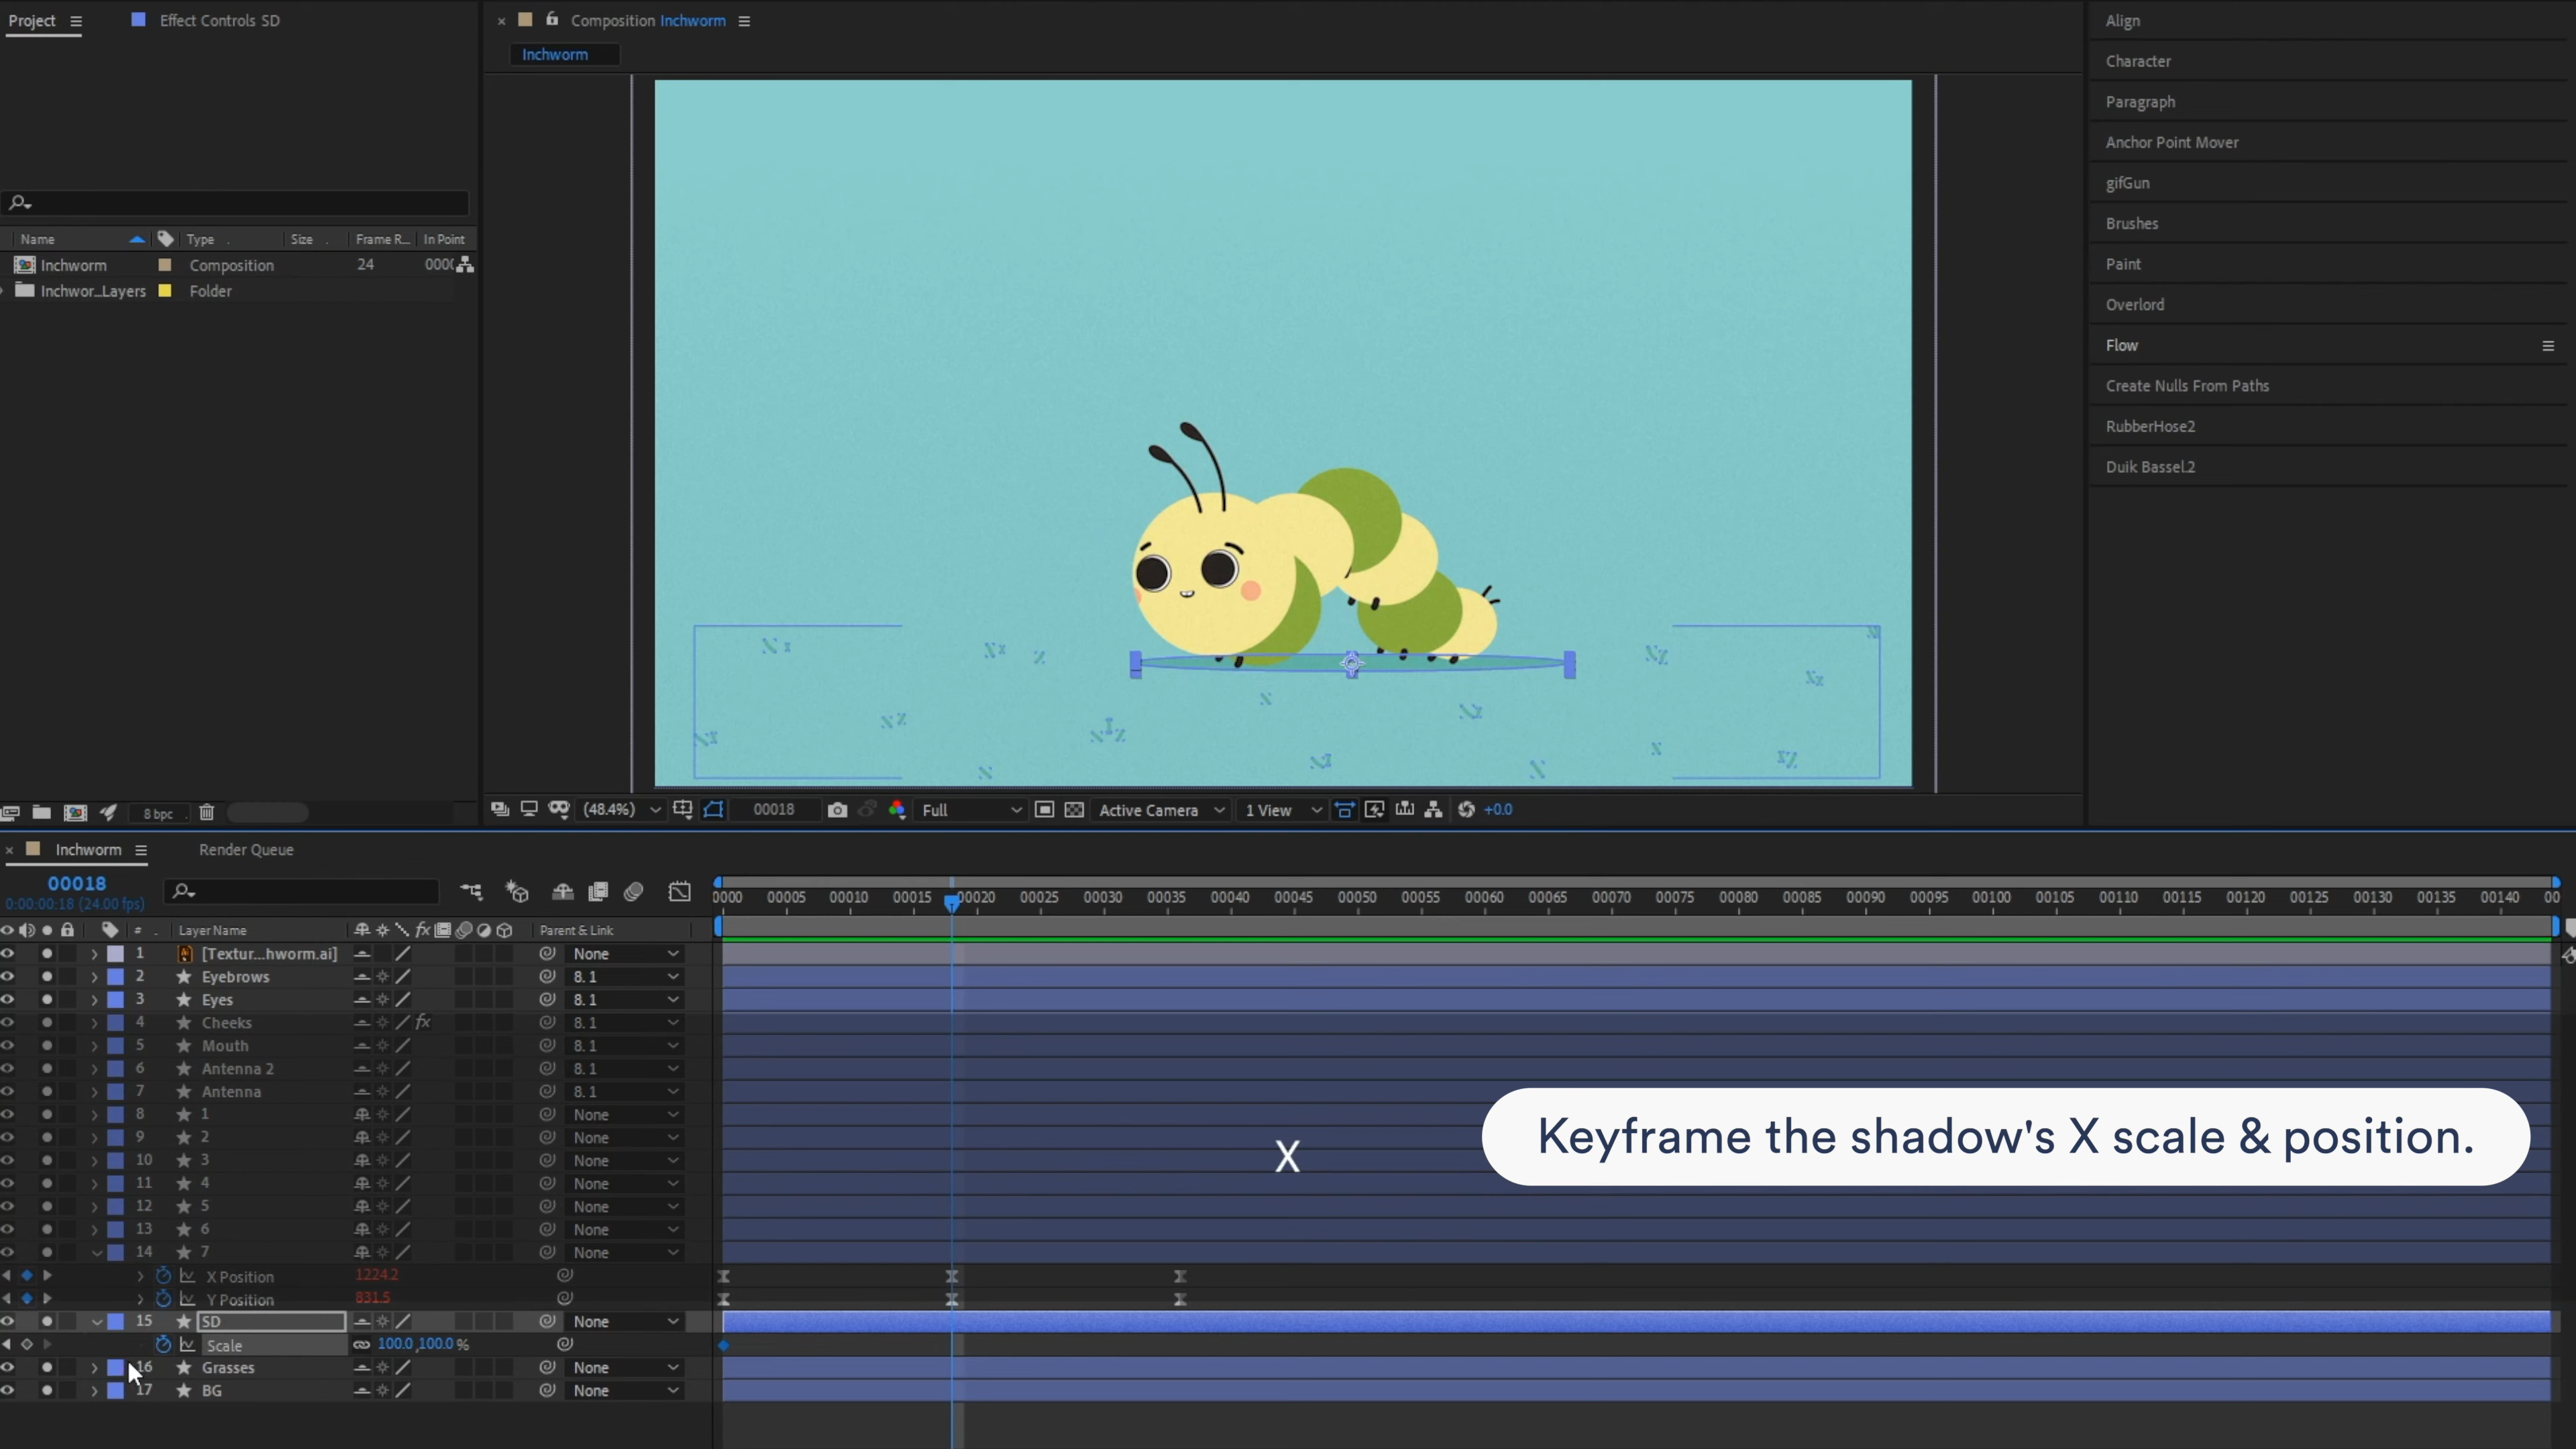 Project
Effect Controls SD
Composition Inchworm
Inchworm
Align
Character
Paragraph
Anchor Point Mover
gifGun
Brushes
Paint
Overlord
Flow
Create Nulls From Paths
RubberHose2
Duik Bassel.2
Name Type . Size . Frame R... In Point
Inchworm Composition 24 0000
Inchwor_Layers Folder
8 bpc
(48.4%) 00018 Full Active Camera 1 View +0.0
Inchworm Render Queue
00018
0:00:00:18 (24.00 fps)
0000 00005 00010 00015 00020 00025 00030 00035 00040 00045 00050 00055 00060 00065 00070 00075 00080 00085 00090 00095 00100 00105 00110 00115 00120 00125 00130 00135 00140 00
# . Layer Name fx Parent & Link
1 [Textur...hworm.ai] None
2 Eyebrows 8. 1
3 Eyes 8. 1
4 Cheeks fx 8. 1
5 Mouth 8. 1
6 Antenna 2 8. 1
7 Antenna 8. 1
8 1 None
9 2 None
10 3 None
11 4 None
12 5 None
13 6 None
14 7 None
X Position 1224.2
Y Position 831.5
15 SD None
Scale 100.0,100.0 %
16 Grasses None
17 BG None
X
Keyframe the shadow's X scale & position.